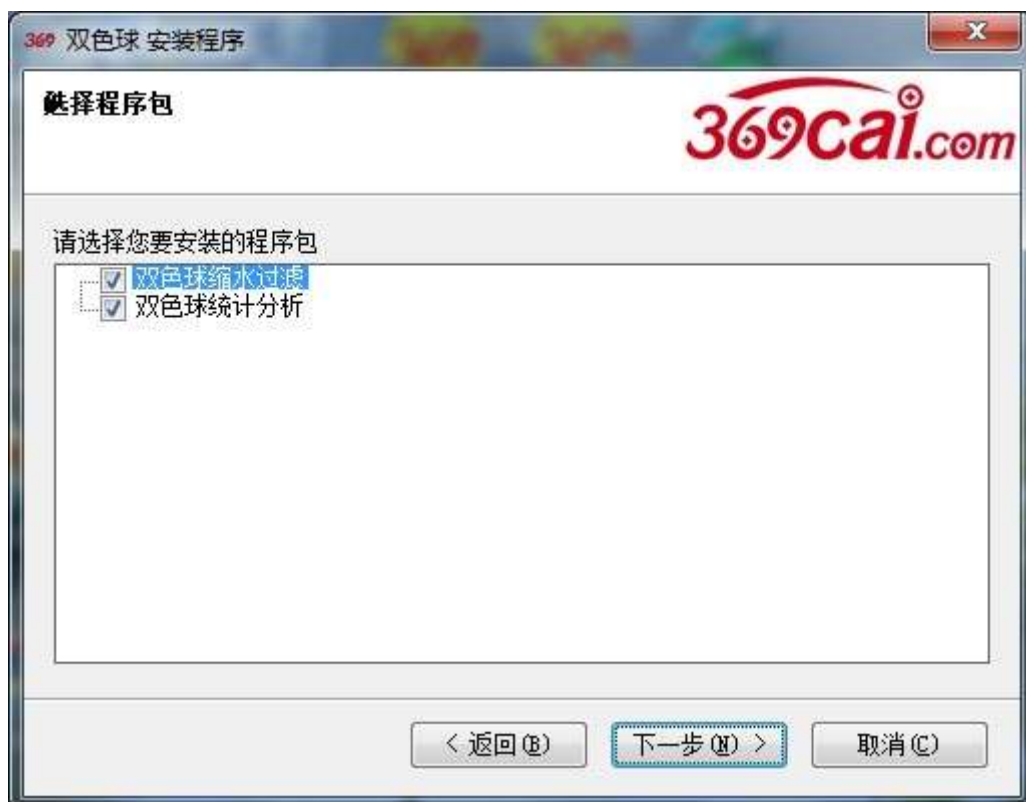 369 双色球 安装程序
选择程序包
369cai.com
请选择您要安装的程序包
双色球缩水过滤
双色球统计分析
< 返回(B)
下一步(N) >
取消(C)